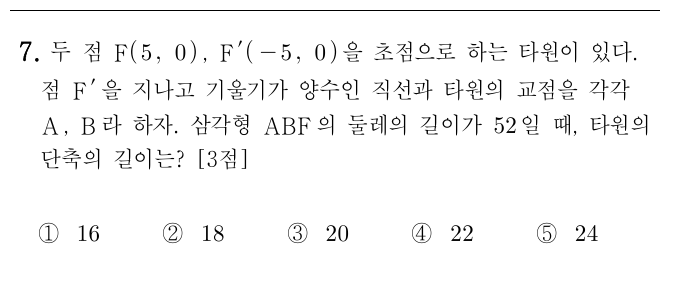 7. 두 점 F(5, 0), F′(−5, 0)을 초점으로 하는 타원이 있다.
점 F′을 지나고 기울기가 양수인 직선과 타원의 교점을 각각
A, B라 하자. 삼각형 ABF의 둘레의 길이가 52일 때, 타원의
단축의 길이는? [3점]
① 16 ② 18 ③ 20 ④ 22 ⑤ 24